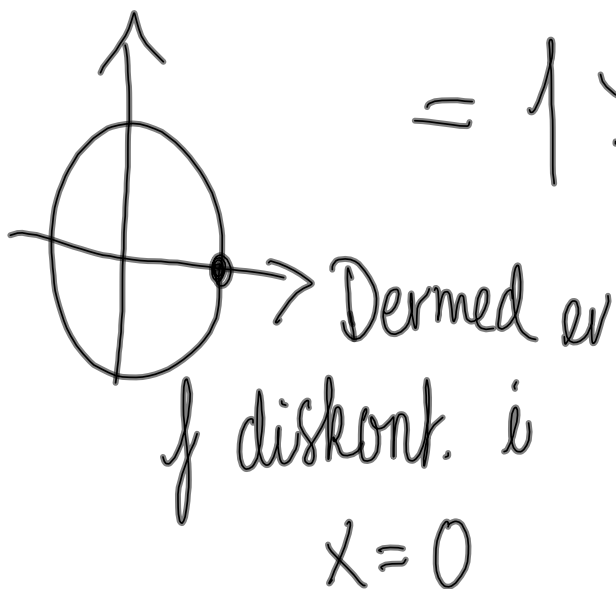 = 1
Dermed er
f diskont. i
x = 0